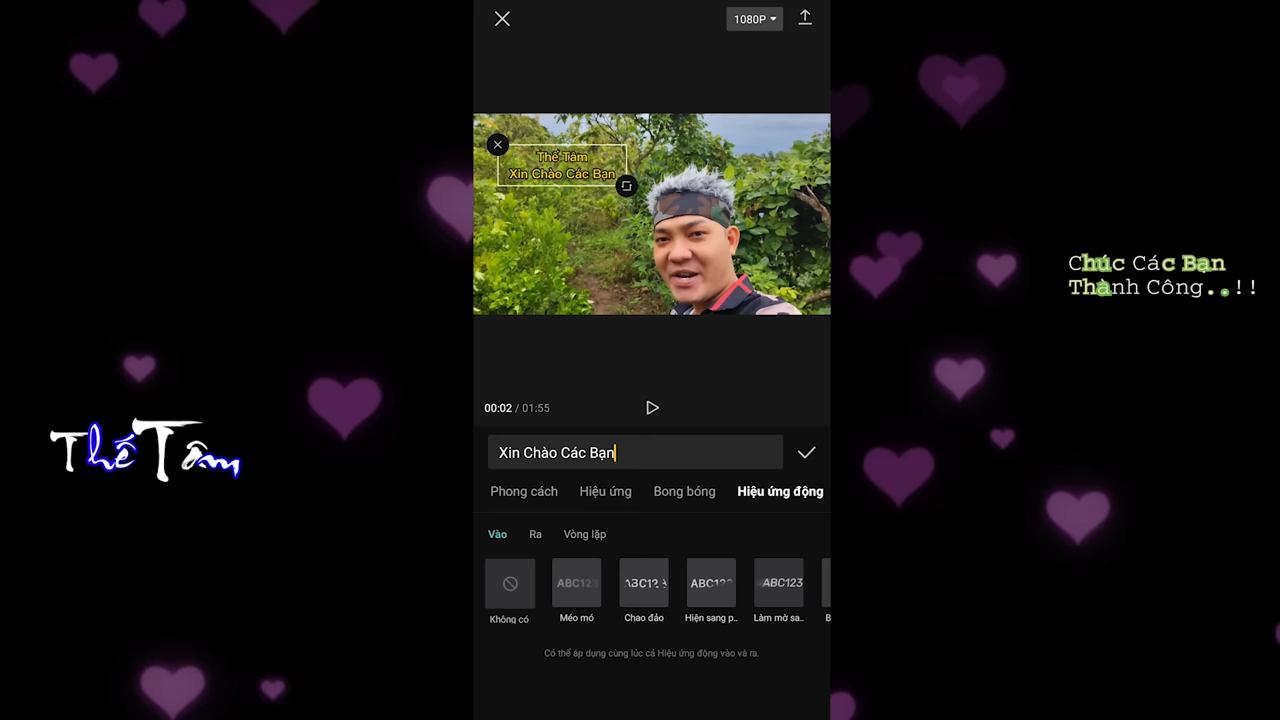 1080P
Thế Tâm
Xin Chào Các Bạn
Chúc Các Bạn
Thành Công..!!
00:02 / 01:55
Thế Tâm
Xin Chào Các Bạn
Phong cách Hiệu ứng Bong bóng Hiệu ứng động
Vào Ra Vòng lặp
ABC123 ABC123 ABC123 ABC123
Không có Méo mó Chao đảo Hiện sang p.. Làm mờ sa.. B
Có thể áp dụng cùng lúc cả Hiệu ứng động vào và ra.